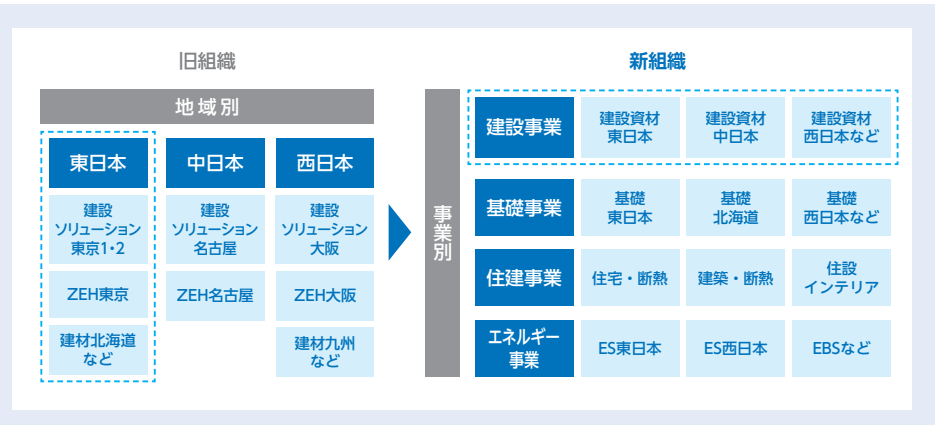 旧組織
地域別
東日本
中日本
西日本
建設
ソリューション
東京1・2
建設
ソリューション
名古屋
建設
ソリューション
大阪
ZEH東京
ZEH名古屋
ZEH大阪
建材北海道
など
建材九州
など
新組織
事業別
建設事業
建設資材
東日本
建設資材
中日本
建設資材
西日本など
基礎事業
基礎
東日本
基礎
北海道
基礎
西日本など
住建事業
住宅・断熱
建築・断熱
住設
インテリア
エネルギー
事業
ES東日本
ES西日本
EBSなど